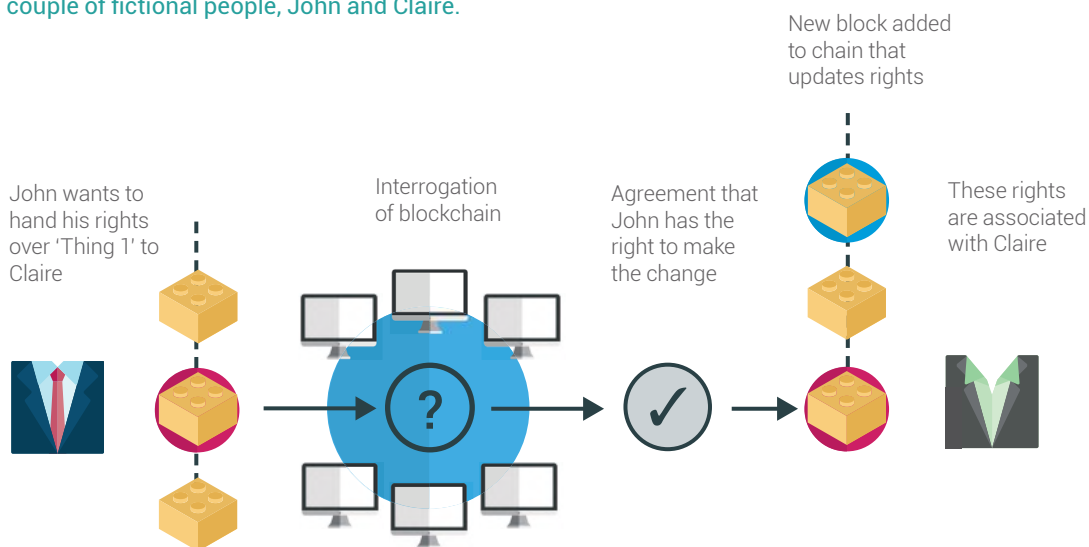 couple of fictional people, John and Claire.
John wants to
hand his rights
over ‘Thing 1’ to
Claire
Interrogation
of blockchain
?
Agreement that
John has the
right to make
the change
New block added
to chain that
updates rights
These rights
are associated
with Claire